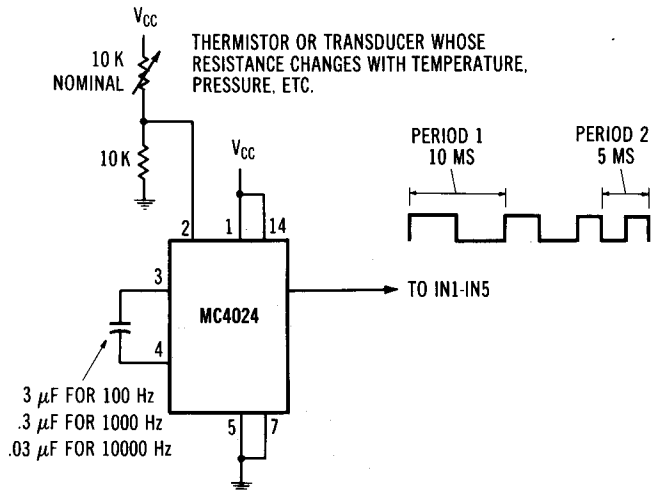 VCC
10 K
NOMINAL
THERMISTOR OR TRANSDUCER WHOSE
RESISTANCE CHANGES WITH TEMPERATURE,
PRESSURE, ETC.
10K
VCC
PERIOD 1
10 MS
PERIOD 2
5 MS
2
1
14
3
MC4024
TO IN1-IN5
4
3 μF FOR 100 Hz
.3 μF FOR 1000 Hz
.03 μF FOR 10000 Hz
5
7